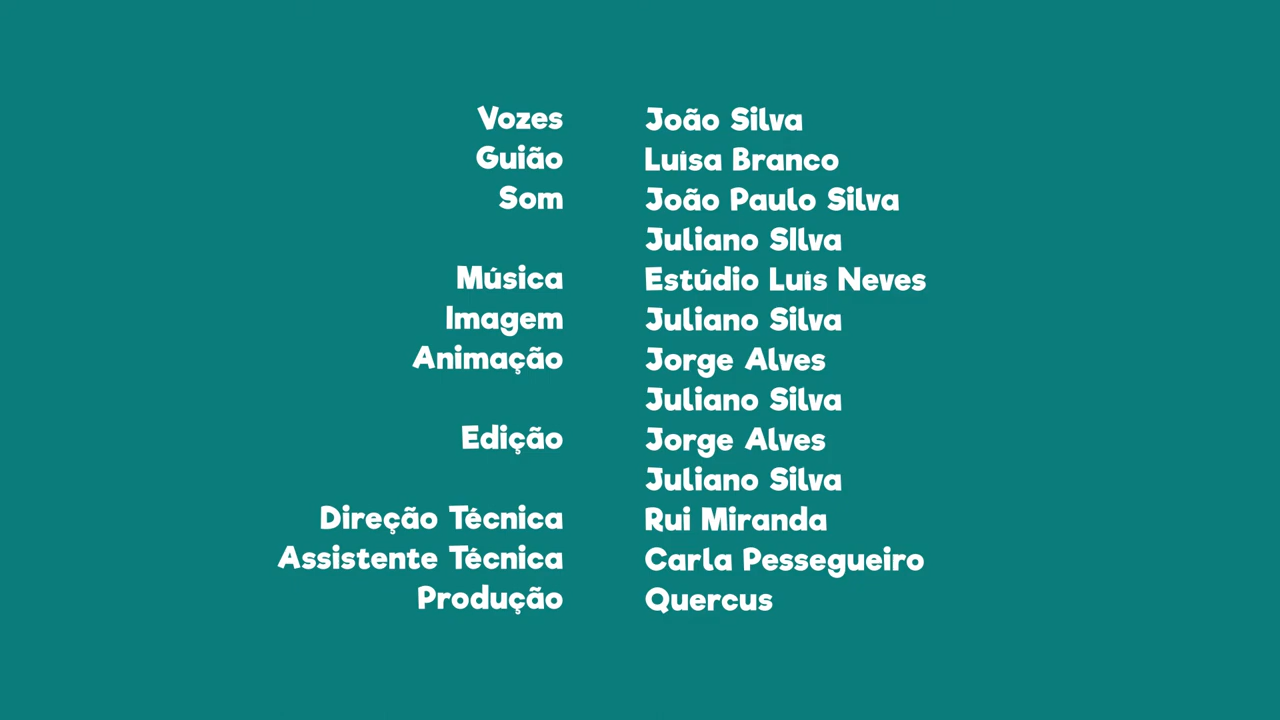 Vozes João Silva
Guião Luísa Branco
Som João Paulo Silva
Juliano SIlva
Música Estúdio Luís Neves
Imagem Juliano Silva
Animação Jorge Alves
Juliano Silva
Edição Jorge Alves
Juliano Silva
Direção Técnica Rui Miranda
Assistente Técnica Carla Pessegueiro
Produção Quercus